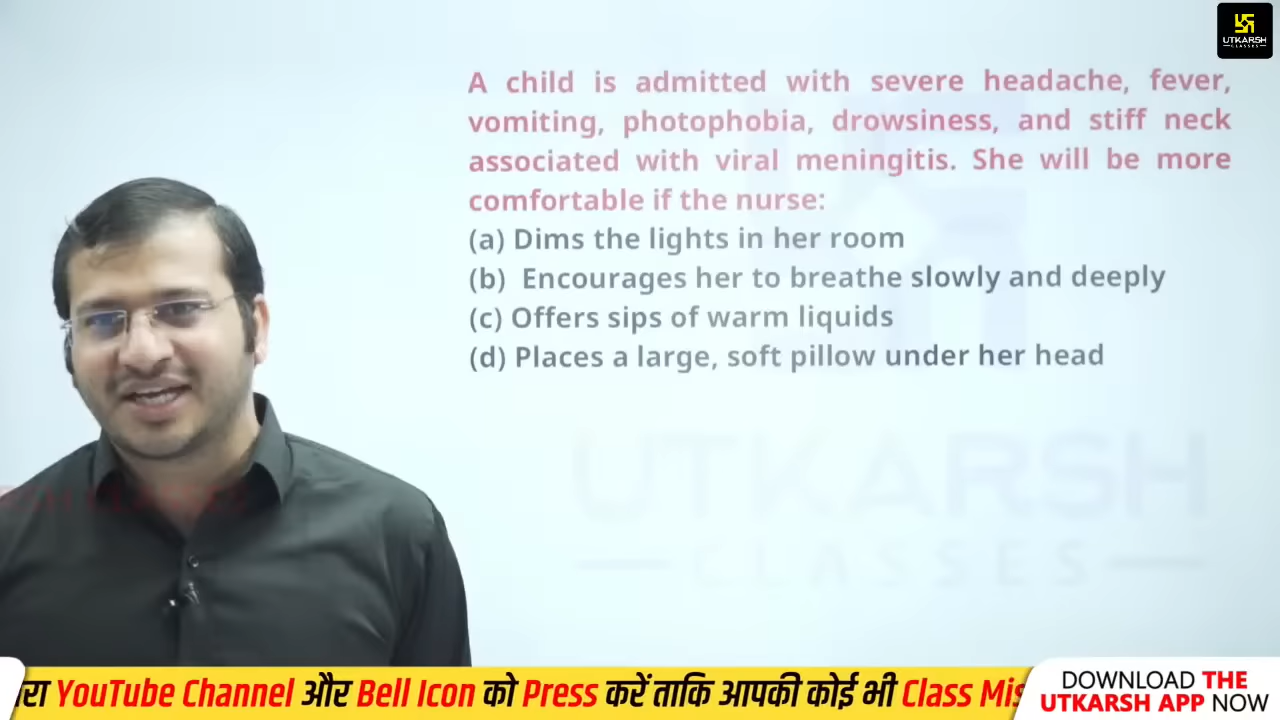 UTKARSH
CLASSES
A child is admitted with severe headache, fever,
vomiting, photophobia, drowsiness, and stiff neck
associated with viral meningitis. She will be more
comfortable if the nurse:
(a) Dims the lights in her room
(b) Encourages her to breathe slowly and deeply
(c) Offers sips of warm liquids
(d) Places a large, soft pillow under her head
UTKARSH
CLASSES
YouTube Channel और Bell Icon को Press करें ताकि आपकी कोई भी Class
DOWNLOAD THE
UTKARSH APP NOW